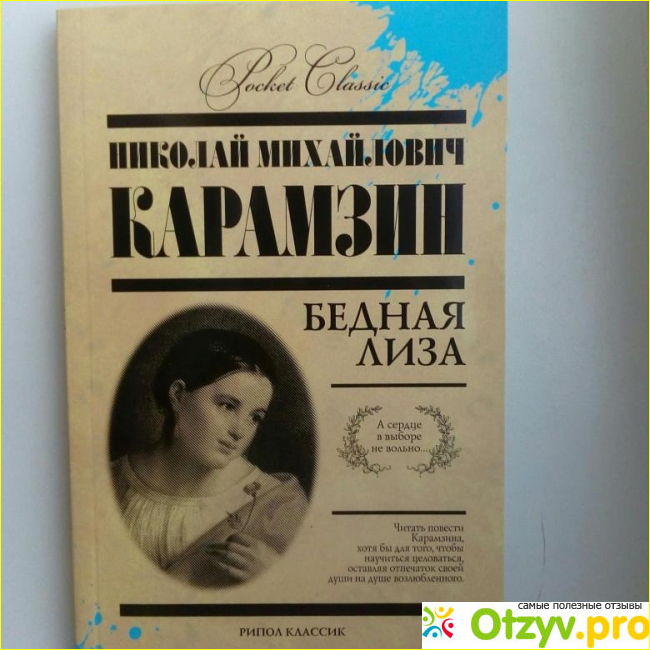 Pocket Classic
НИКОЛАЙ МИХАЙЛОВИЧ
КАРАМЗИН
БЕДНАЯ
ЛИЗА
А сердце
в выборе
не вольно...
Читать повести
Карамзина,
хотя бы для того, чтобы
научиться целоваться,
оставляя отпечаток своей
души на душе возлюбленного.
РИПОЛ КЛАССИК
самые полезные отзывы
Otzyv.pro